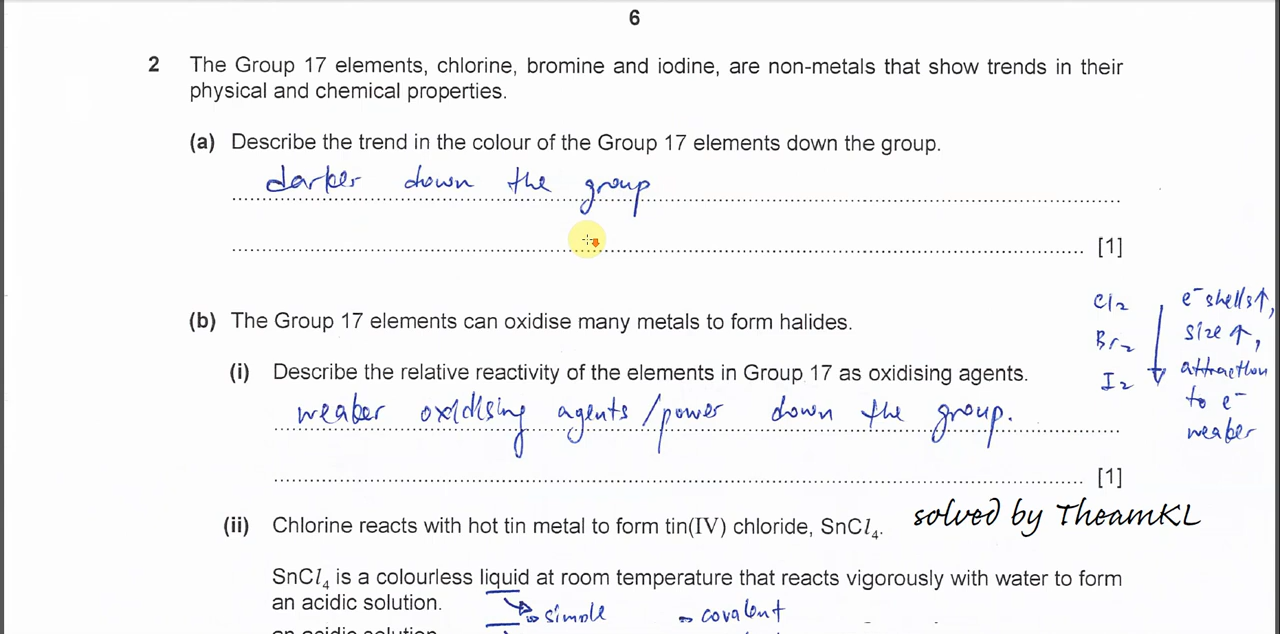 6
2 The Group 17 elements, chlorine, bromine and iodine, are non-metals that show trends in their
physical and chemical properties.
(a) Describe the trend in the colour of the Group 17 elements down the group.
darker down the group
[1]
(b) The Group 17 elements can oxidise many metals to form halides.
Cl2 e⁻ shells↑,
Br2 size ↑,
I2 attraction
to e⁻
weaker
(i) Describe the relative reactivity of the elements in Group 17 as oxidising agents.
weaker oxidising agents/power down the group.
[1]
(ii) Chlorine reacts with hot tin metal to form tin(IV) chloride, SnCl4.
solved by TheamKL
SnCl4 is a colourless liquid at room temperature that reacts vigorously with water to form
an acidic solution.
simple covalent